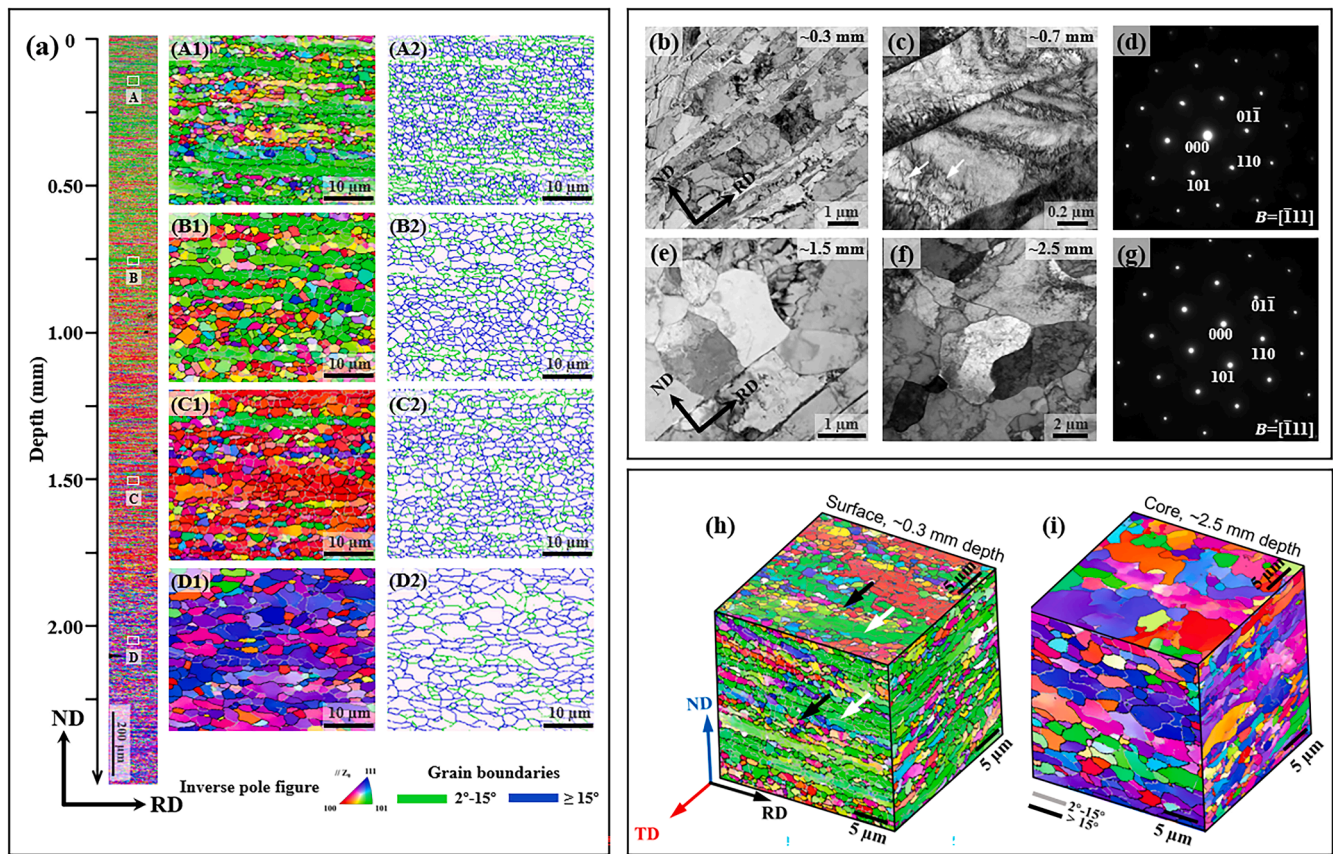 (a)
0
0.50
1.00
1.50
2.00
Depth (mm)
A
B
C
D
200 μm
ND
RD
(A1)
10 μm
(A2)
10 μm
(B1)
10 μm
(B2)
10 μm
(C1)
10 μm
(C2)
10 μm
(D1)
10 μm
(D2)
10 μm
Inverse pole figure
// Z₀
111
100
101
Grain boundaries
2°-15°
≥ 15°
(b)
~0.3 mm
ND
RD
1 μm
(c)
~0.7 mm
0.2 μm
(d)
011̅
000
110
101
B=[1̅11]
(e)
~1.5 mm
ND
RD
1 μm
(f)
~2.5 mm
2 μm
(g)
011̅
000
110
101
B=[1̅11]
(h)
Surface, ~0.3 mm depth
5 μm
5 μm
5 μm
ND
TD
RD
(i)
Core, ~2.5 mm depth
5 μm
5 μm
5 μm
2°-15°
> 15°